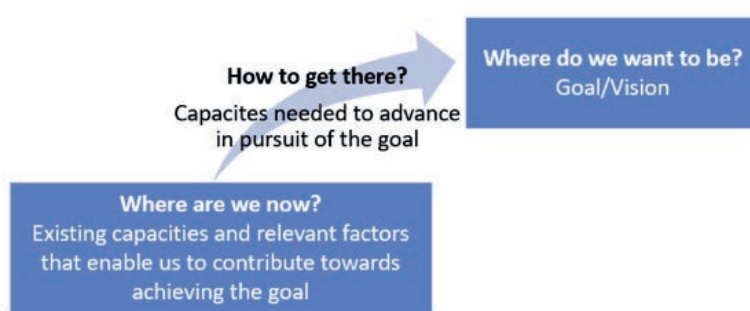 How to get there?
Capacites needed to advance
in pursuit of the goal
Where do we want to be?
Goal/Vision
Where are we now?
Existing capacities and relevant factors
that enable us to contribute towards
achieving the goal